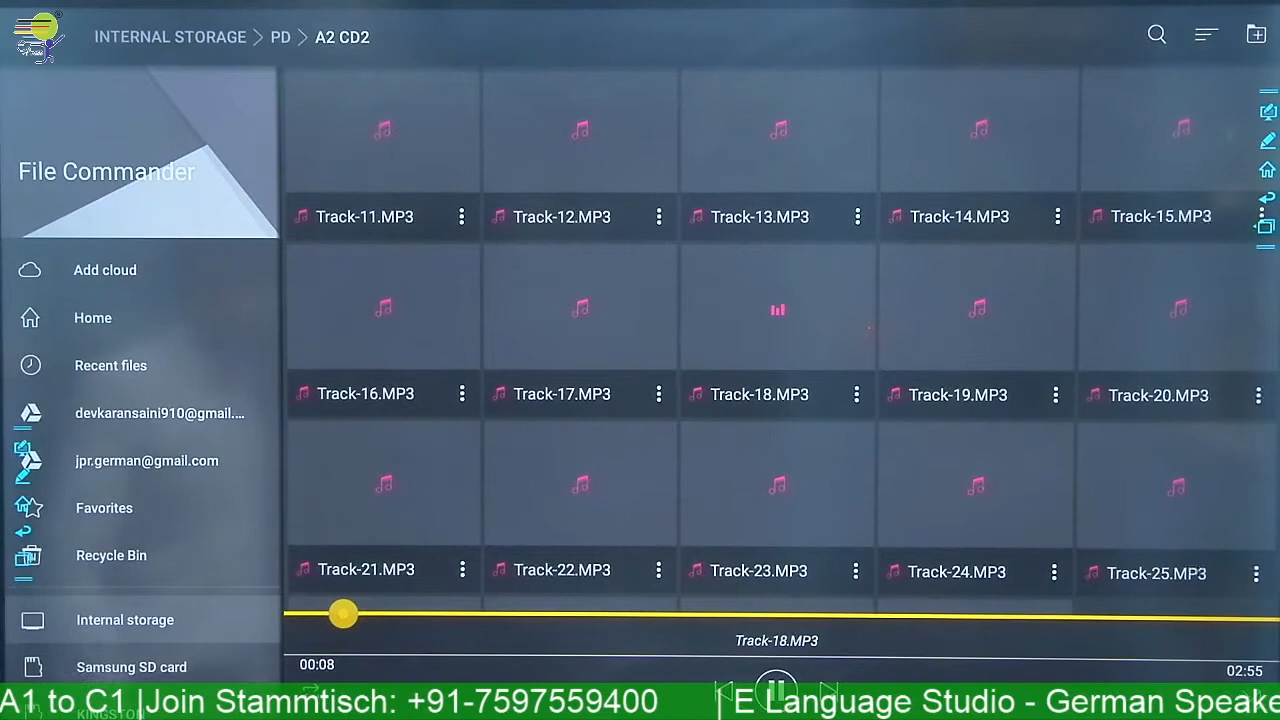 INTERNAL STORAGE > PD > A2 CD2
File Commander
Track-11.MP3
Track-12.MP3
Track-13.MP3
Track-14.MP3
Track-15.MP3
Add cloud
Home
Recent files
devkaransaini910@gmail....
jpr.german@gmail.com
Favorites
Recycle Bin
Internal storage
Samsung SD card
KINGSTON
Track-16.MP3
Track-17.MP3
Track-18.MP3
Track-19.MP3
Track-20.MP3
Track-21.MP3
Track-22.MP3
Track-23.MP3
Track-24.MP3
Track-25.MP3
Track-18.MP3
00:08
02:55
A1 to C1 | Join Stammtisch: +91-7597559400 | E Language Studio - German Speake